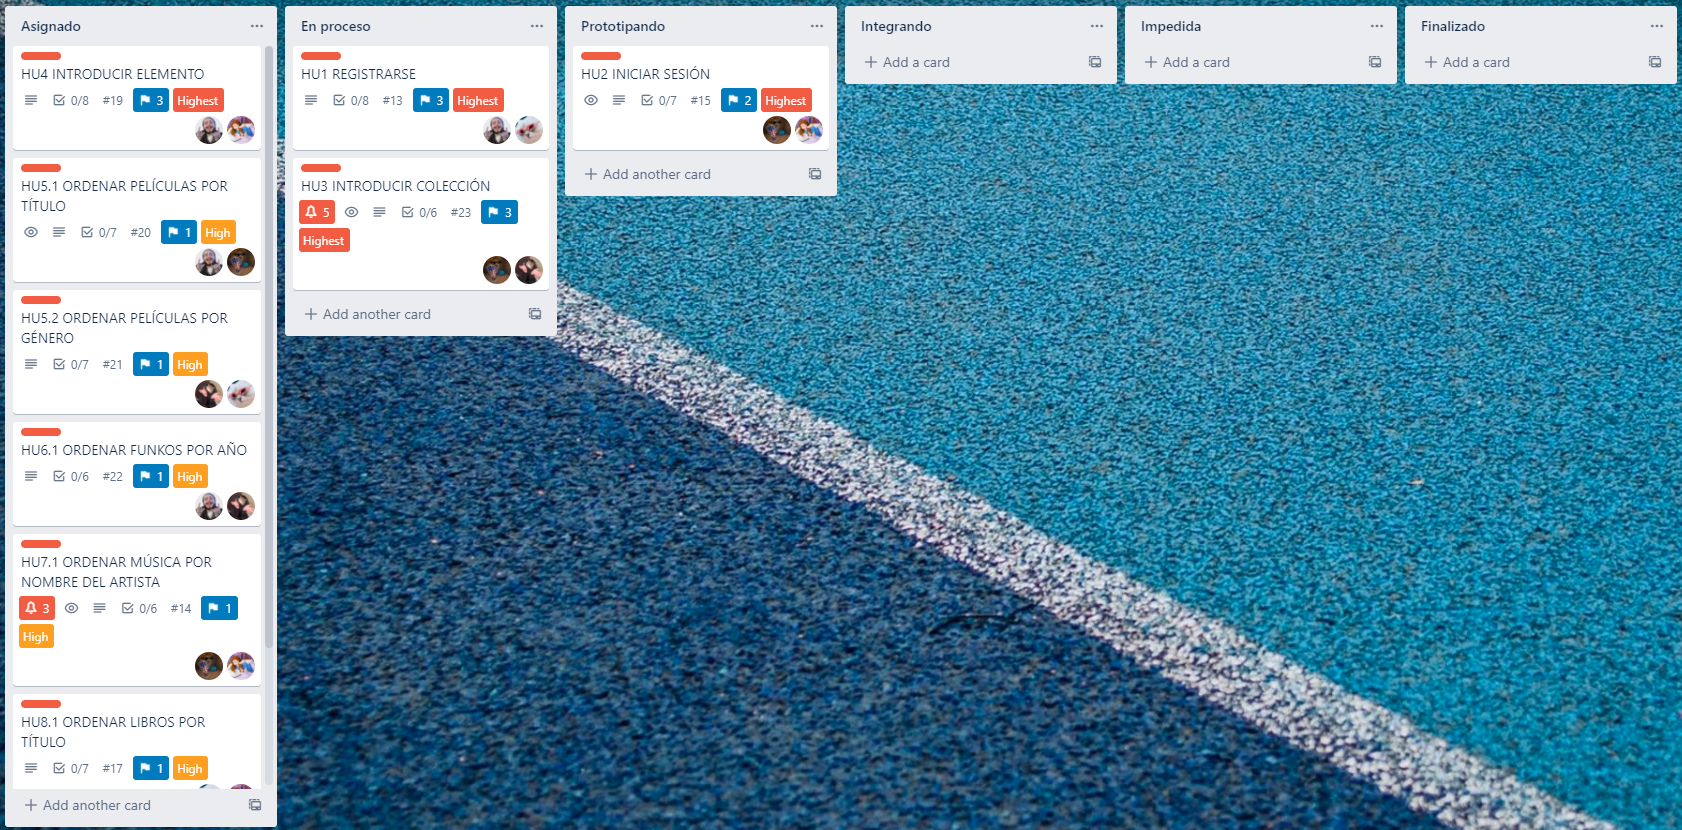 Asignado
HU4 INTRODUCIR ELEMENTO
0/8 #19 3 Highest
HU5.1 ORDENAR PELÍCULAS POR
TÍTULO
0/7 #20 1 High
HU5.2 ORDENAR PELÍCULAS POR
GÉNERO
0/7 #21 1 High
HU6.1 ORDENAR FUNKOS POR AÑO
0/6 #22 1 High
HU7.1 ORDENAR MÚSICA POR
NOMBRE DEL ARTISTA
3 0/6 #14 1
High
HU8.1 ORDENAR LIBROS POR
TÍTULO
0/7 #17 1 High
Add another card
En proceso
HU1 REGISTRARSE
0/8 #13 3 Highest
HU3 INTRODUCIR COLECCIÓN
5 0/6 #23 3
Highest
Add another card
Prototipando
HU2 INICIAR SESIÓN
0/7 #15 2 Highest
Add another card
Integrando
Add a card
Impedida
Add a card
Finalizado
Add a card